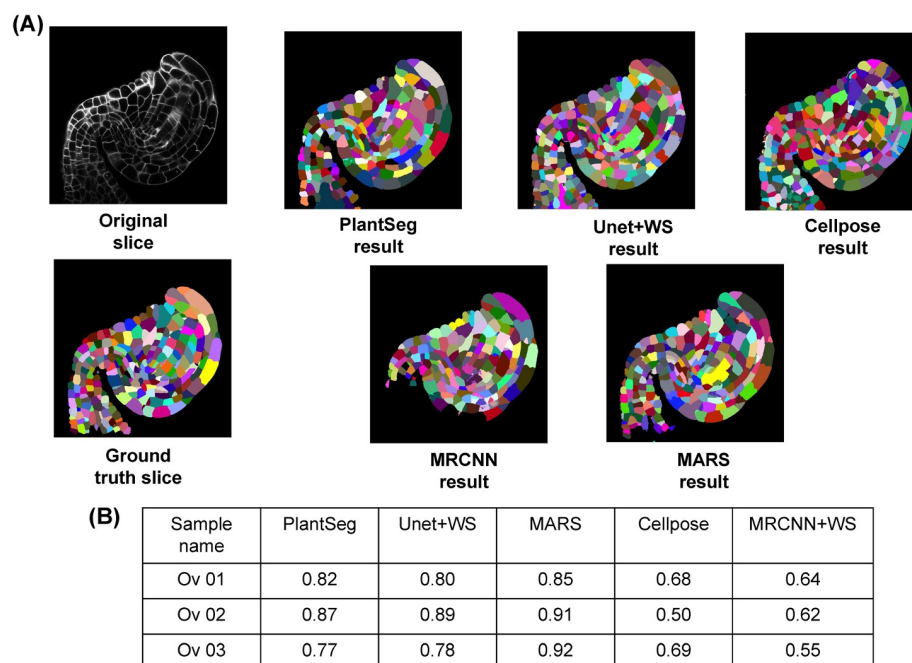 (A)
Original
slice
PlantSeg
result
Unet+WS
result
Cellpose
result
Ground
truth slice
MRCNN
result
MARS
result
(B)
Sample name PlantSeg Unet+WS MARS Cellpose MRCNN+WS
Ov 01 0.82 0.80 0.85 0.68 0.64
Ov 02 0.87 0.89 0.91 0.50 0.62
Ov 03 0.77 0.78 0.92 0.69 0.55